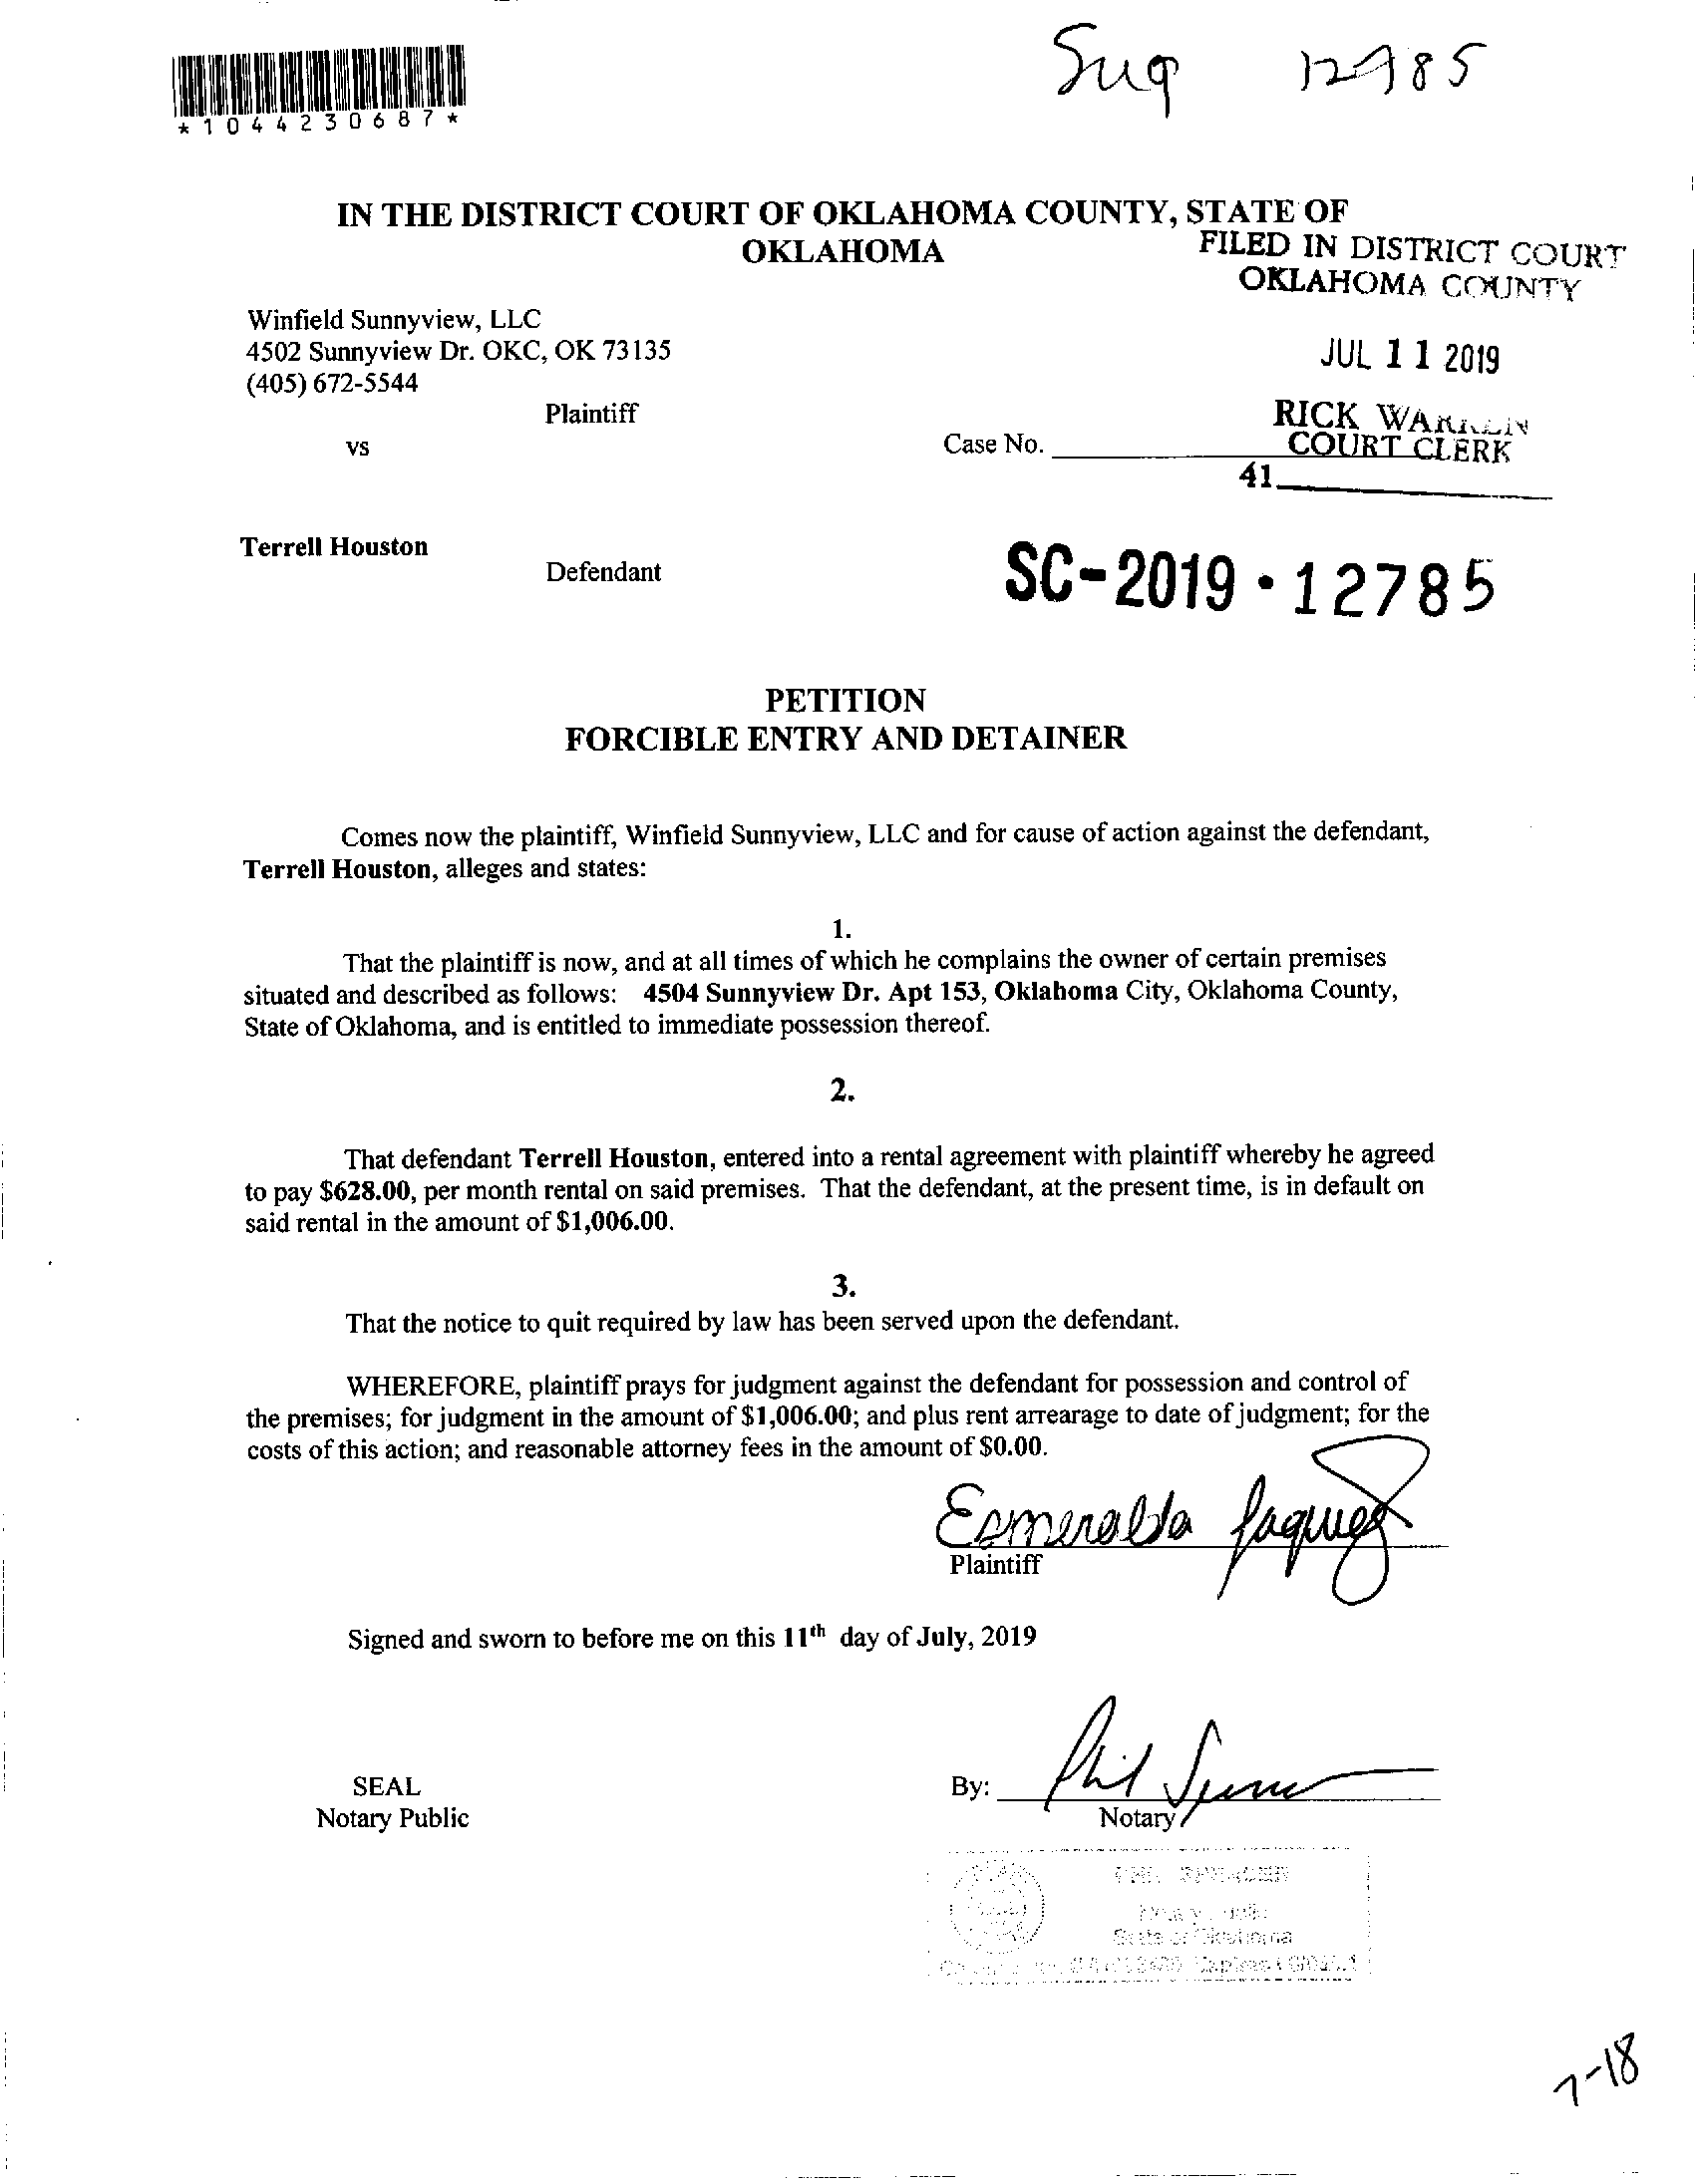 Sug 12785
*1044230687*
IN THE DISTRICT COURT OF OKLAHOMA COUNTY, STATE OF
OKLAHOMA
FILED IN DISTRICT COURT
OKLAHOMA COUNTY
Winfield Sunnyview, LLC
4502 Sunnyview Dr. OKC, OK 73135
(405) 672-5544
JUL 11 2019
Plaintiff
RICK WARREN
COURT CLERK
vs
Case No.
41
Terrell Houston
Defendant
SC-2019 · 12785
PETITION
FORCIBLE ENTRY AND DETAINER
Comes now the plaintiff, Winfield Sunnyview, LLC and for cause of action against the defendant,
Terrell Houston, alleges and states:
1.
That the plaintiff is now, and at all times of which he complains the owner of certain premises
situated and described as follows: 4504 Sunnyview Dr. Apt 153, Oklahoma City, Oklahoma County,
State of Oklahoma, and is entitled to immediate possession thereof.
2.
That defendant Terrell Houston, entered into a rental agreement with plaintiff whereby he agreed
to pay $628.00, per month rental on said premises. That the defendant, at the present time, is in default on
said rental in the amount of $1,006.00.
3.
That the notice to quit required by law has been served upon the defendant.
WHEREFORE, plaintiff prays for judgment against the defendant for possession and control of
the premises; for judgment in the amount of $1,006.00; and plus rent arrearage to date of judgment; for the
costs of this action; and reasonable attorney fees in the amount of $0.00.
Esmeralda Jaquez
Plaintiff
Signed and sworn to before me on this 11th day of July, 2019
SEAL
Notary Public
By: Phil
Notary
State of Oklahoma
Expires
7-18